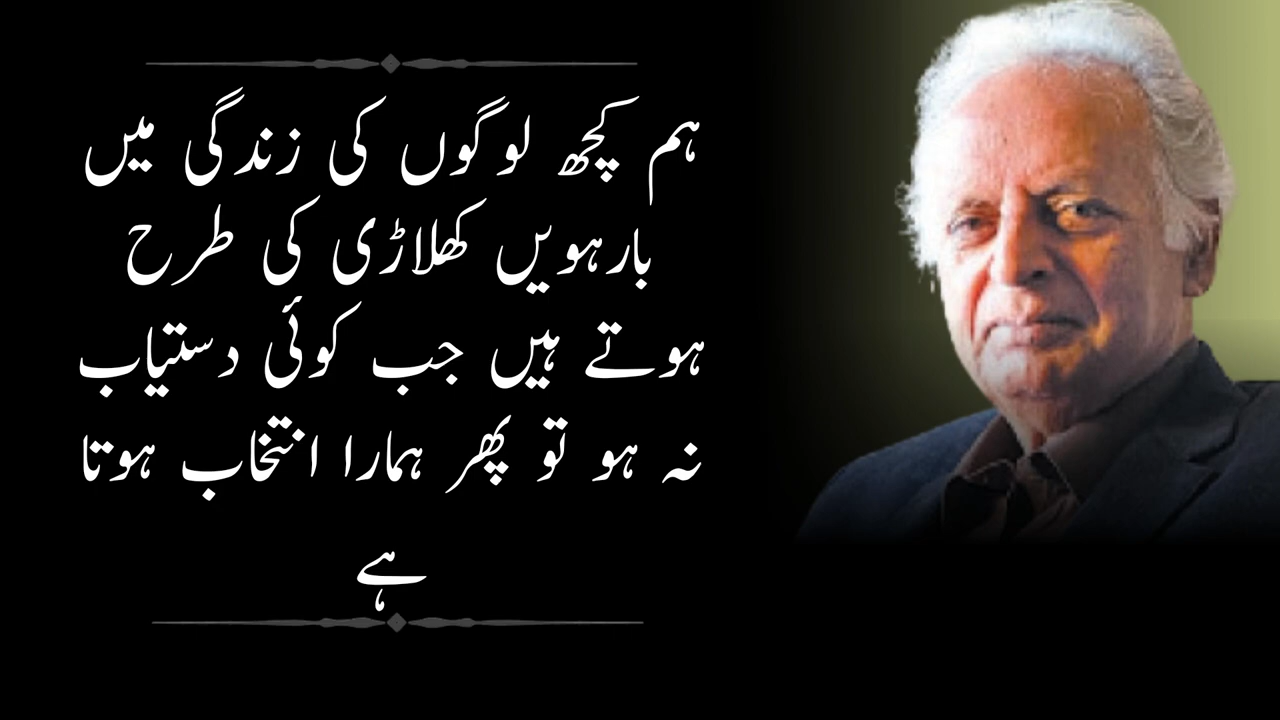 ہم کچھ لوگوں کی زندگی میں
بارہویں کھلاڑی کی طرح
ہوتے ہیں جب کوئی دستیاب
نہ ہو تو پھر ہمارا انتخاب ہوتا
ہے